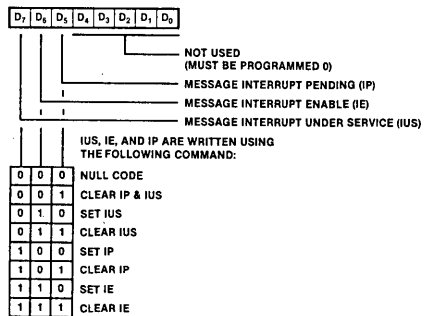 D7 D6 D5 D4 D3 D2 D1 D0
NOT USED
(MUST BE PROGRAMMED 0)
MESSAGE INTERRUPT PENDING (IP)
MESSAGE INTERRUPT ENABLE (IE)
MESSAGE INTERRUPT UNDER SERVICE (IUS)
IUS, IE, AND IP ARE WRITTEN USING
THE FOLLOWING COMMAND:
0 0 0 NULL CODE
0 0 1 CLEAR IP & IUS
0 1 0 SET IUS
0 1 1 CLEAR IUS
1 0 0 SET IP
1 0 1 CLEAR IP
1 1 0 SET IE
1 1 1 CLEAR IE